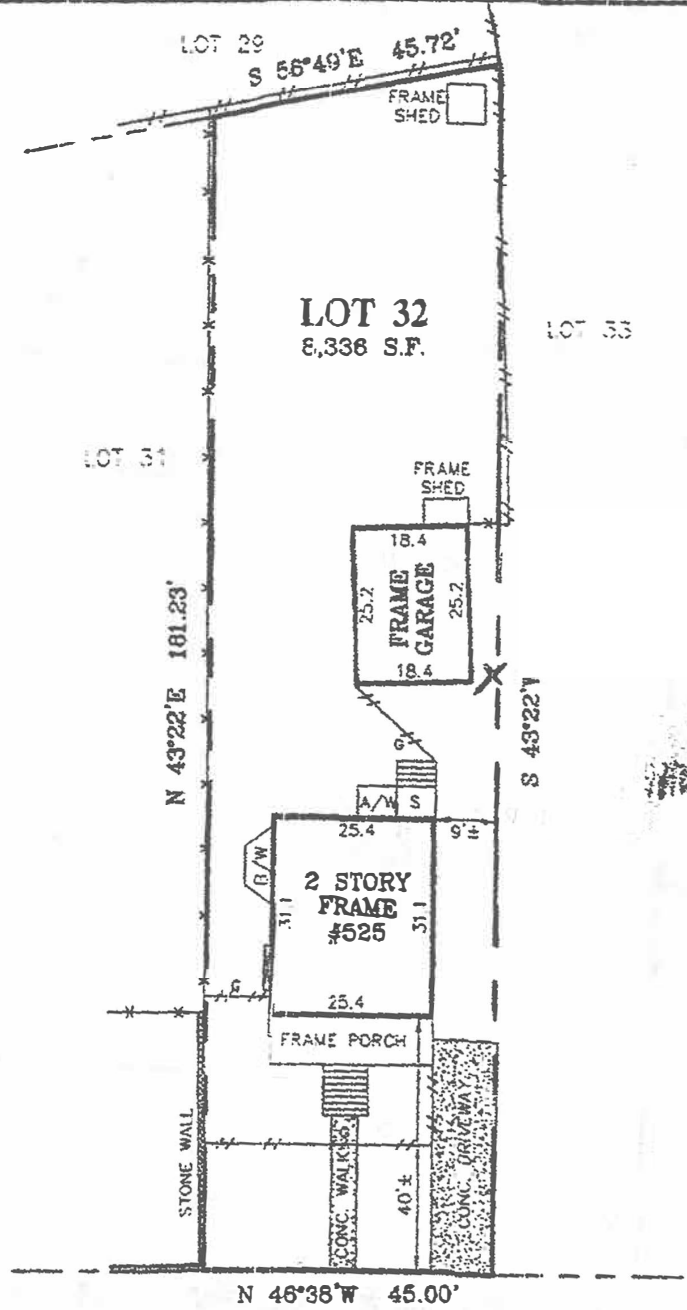 LOT 29
S 56°49'E 45.72'
FRAME
SHED
LOT 32
8,336 S.F.
LOT 33
LOT 31
FRAME
SHED
18.4
25.2
FRAME
GARAGE
25.2
18.4
N 43°22'E 181.23'
S 43°22'W
G
A/W
S
25.4
9'±
B/W
2 STORY
FRAME
#525
31.1
31.1
G
25.4
FRAME PORCH
STONE WALL
CONC. WALK
G
40'±
CONC. DRIVEWAY
N 46°38'W 45.00'